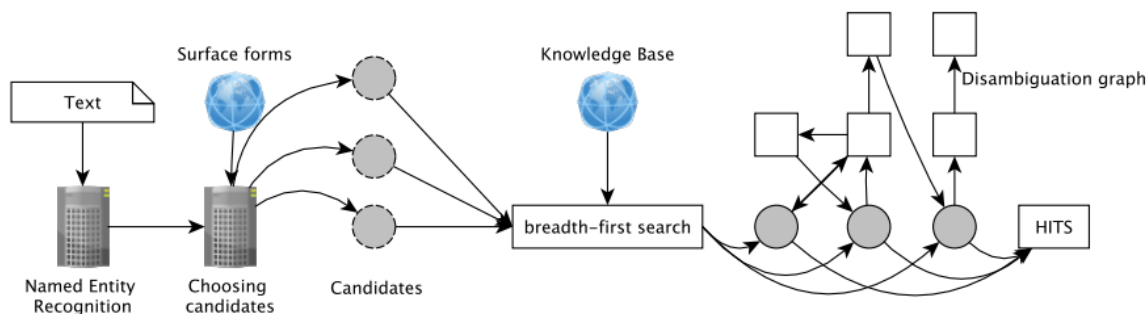 Surface forms
Knowledge Base
Text
Disambiguation graph
breadth-first search
HITS
Named Entity
Recognition
Choosing
candidates
Candidates